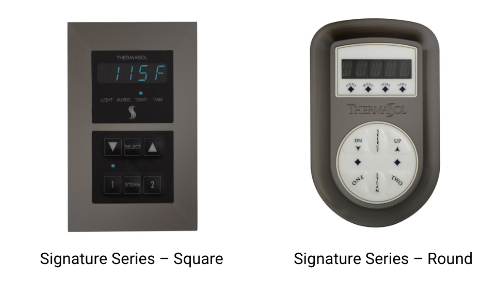 THERMASOL
115F
LIGHT MUSIC TEMP FAN
SELECT
1 STEAM 2
Signature Series – Square
THERMASOL
DN SELECT UP
ONE STEAM TWO
Signature Series – Round